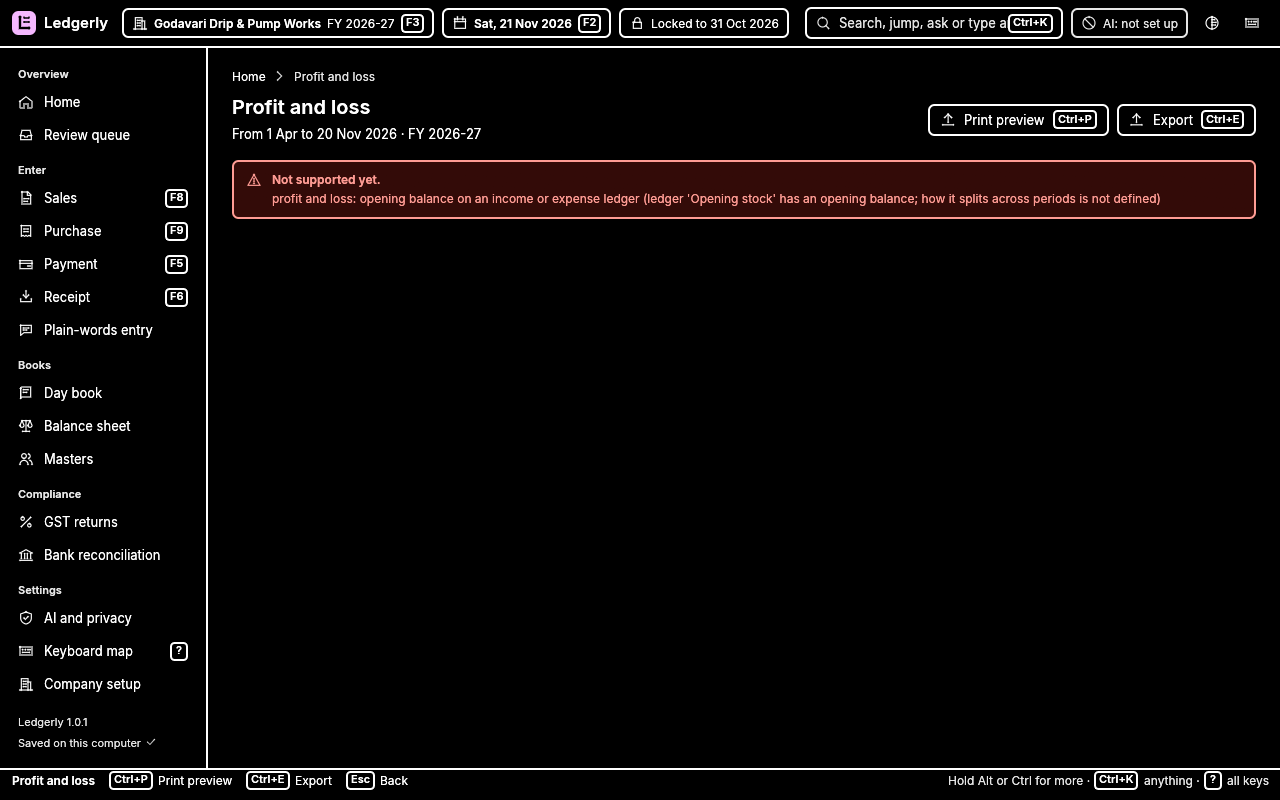 Ledgerly
Godavari Drip & Pump Works FY 2026-27 F3
Sat, 21 Nov 2026 F2
Locked to 31 Oct 2026
Search, jump, ask or type a Ctrl+K
AI: not set up
Overview
Home
Review queue
Enter
Sales F8
Purchase F9
Payment F5
Receipt F6
Plain-words entry
Books
Day book
Balance sheet
Masters
Compliance
GST returns
Bank reconciliation
Settings
AI and privacy
Keyboard map ?
Company setup
Ledgerly 1.0.1
Saved on this computer
Home Profit and loss
Profit and loss
From 1 Apr to 20 Nov 2026 · FY 2026-27
Print preview Ctrl+P
Export Ctrl+E
Not supported yet.
profit and loss: opening balance on an income or expense ledger (ledger 'Opening stock' has an opening balance; how it splits across periods is not defined)
Profit and loss Ctrl+P Print preview Ctrl+E Export Esc Back
Hold Alt or Ctrl for more · Ctrl+K anything · ? all keys